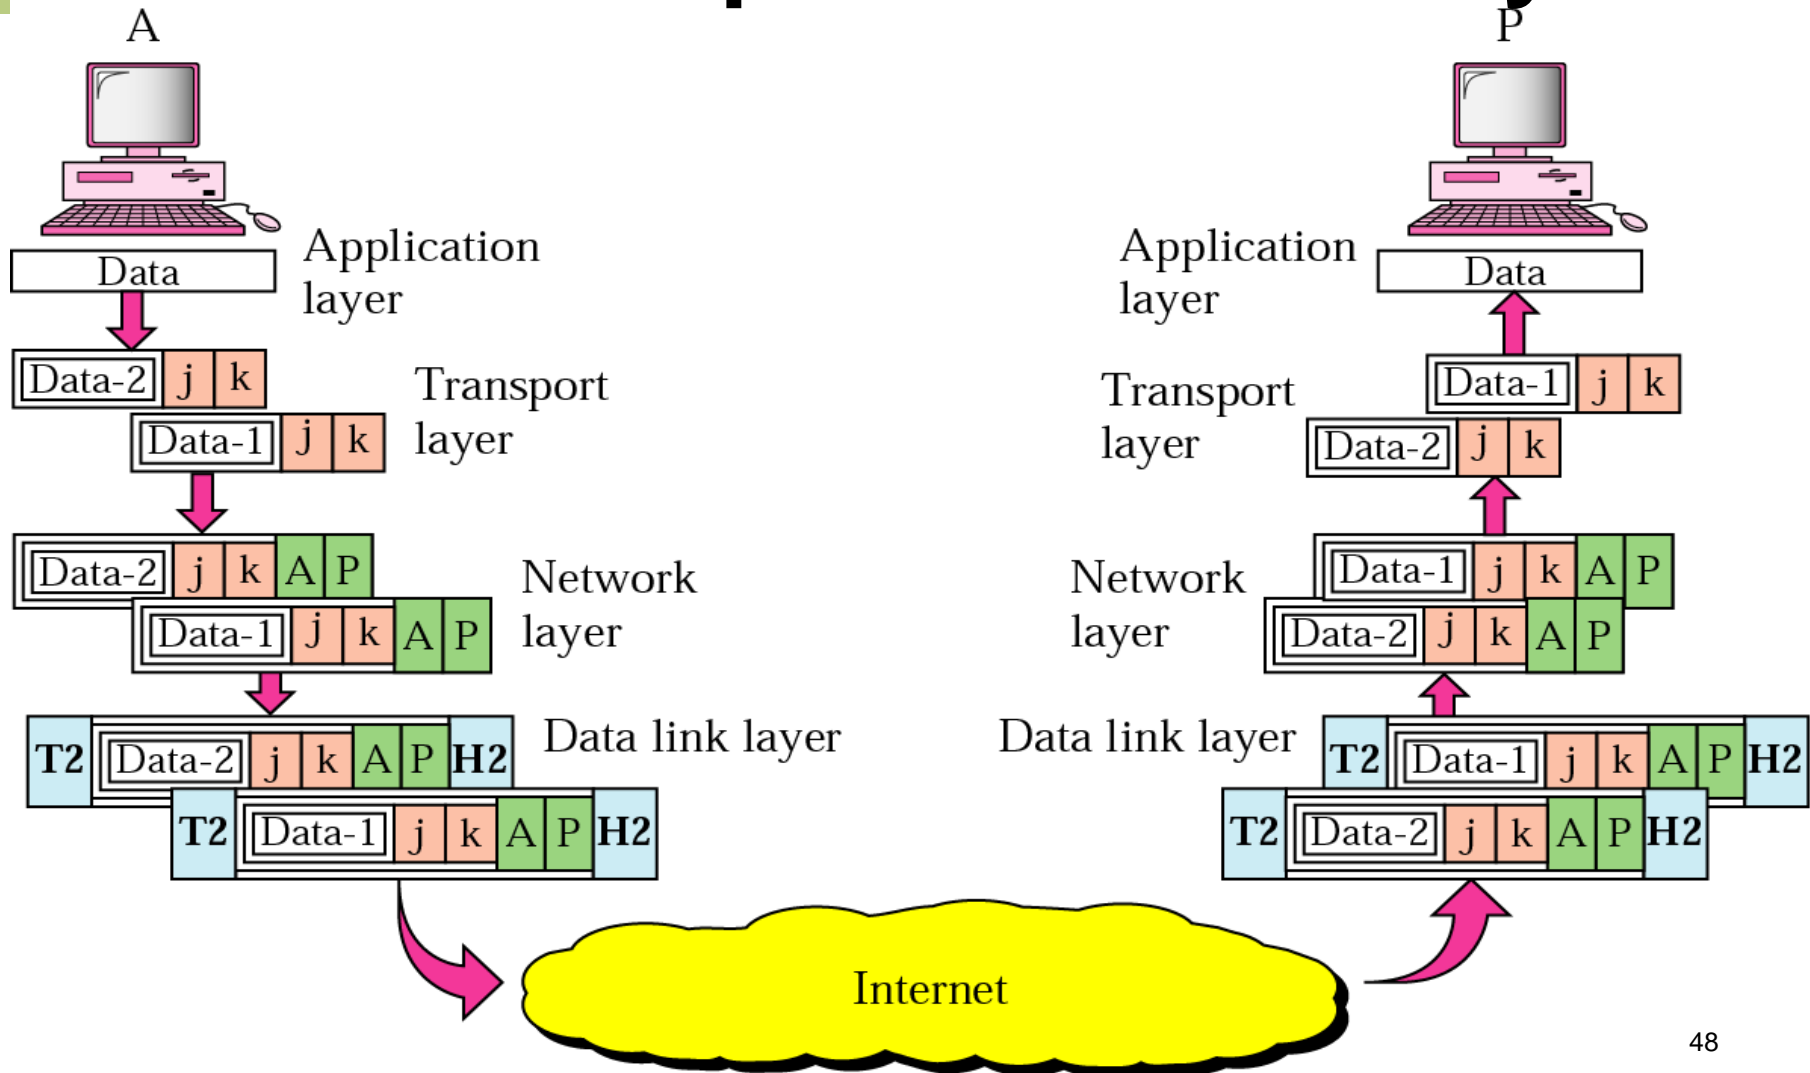 A
P
Data
Application
layer
Application
layer
Data
Data-2 j k
Data-1 j k
Transport
layer
Transport
layer
Data-1 j k
Data-2 j k
Data-2 j k A P
Data-1 j k A P
Network
layer
Network
layer
Data-1 j k A P
Data-2 j k A P
T2 Data-2 j k A P H2
T2 Data-1 j k A P H2
Data link layer
Data link layer
T2 Data-1 j k A P H2
T2 Data-2 j k A P H2
Internet
48